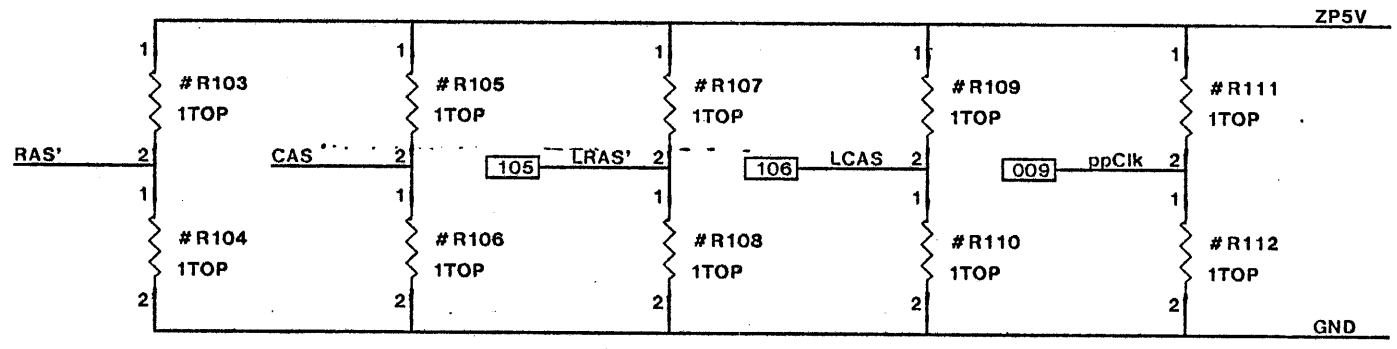 ZP5V
1 1 1 1 1
#R103 #R105 #R107 #R109 #R111
1TOP 1TOP 1TOP 1TOP 1TOP
RAS' 2 CAS 2 105 LRAS' 2 106 LCAS 2 009 ppClk 2
1 1 1 1 1
#R104 #R106 #R108 #R110 #R112
1TOP 1TOP 1TOP 1TOP 1TOP
2 2 2 2 2
GND